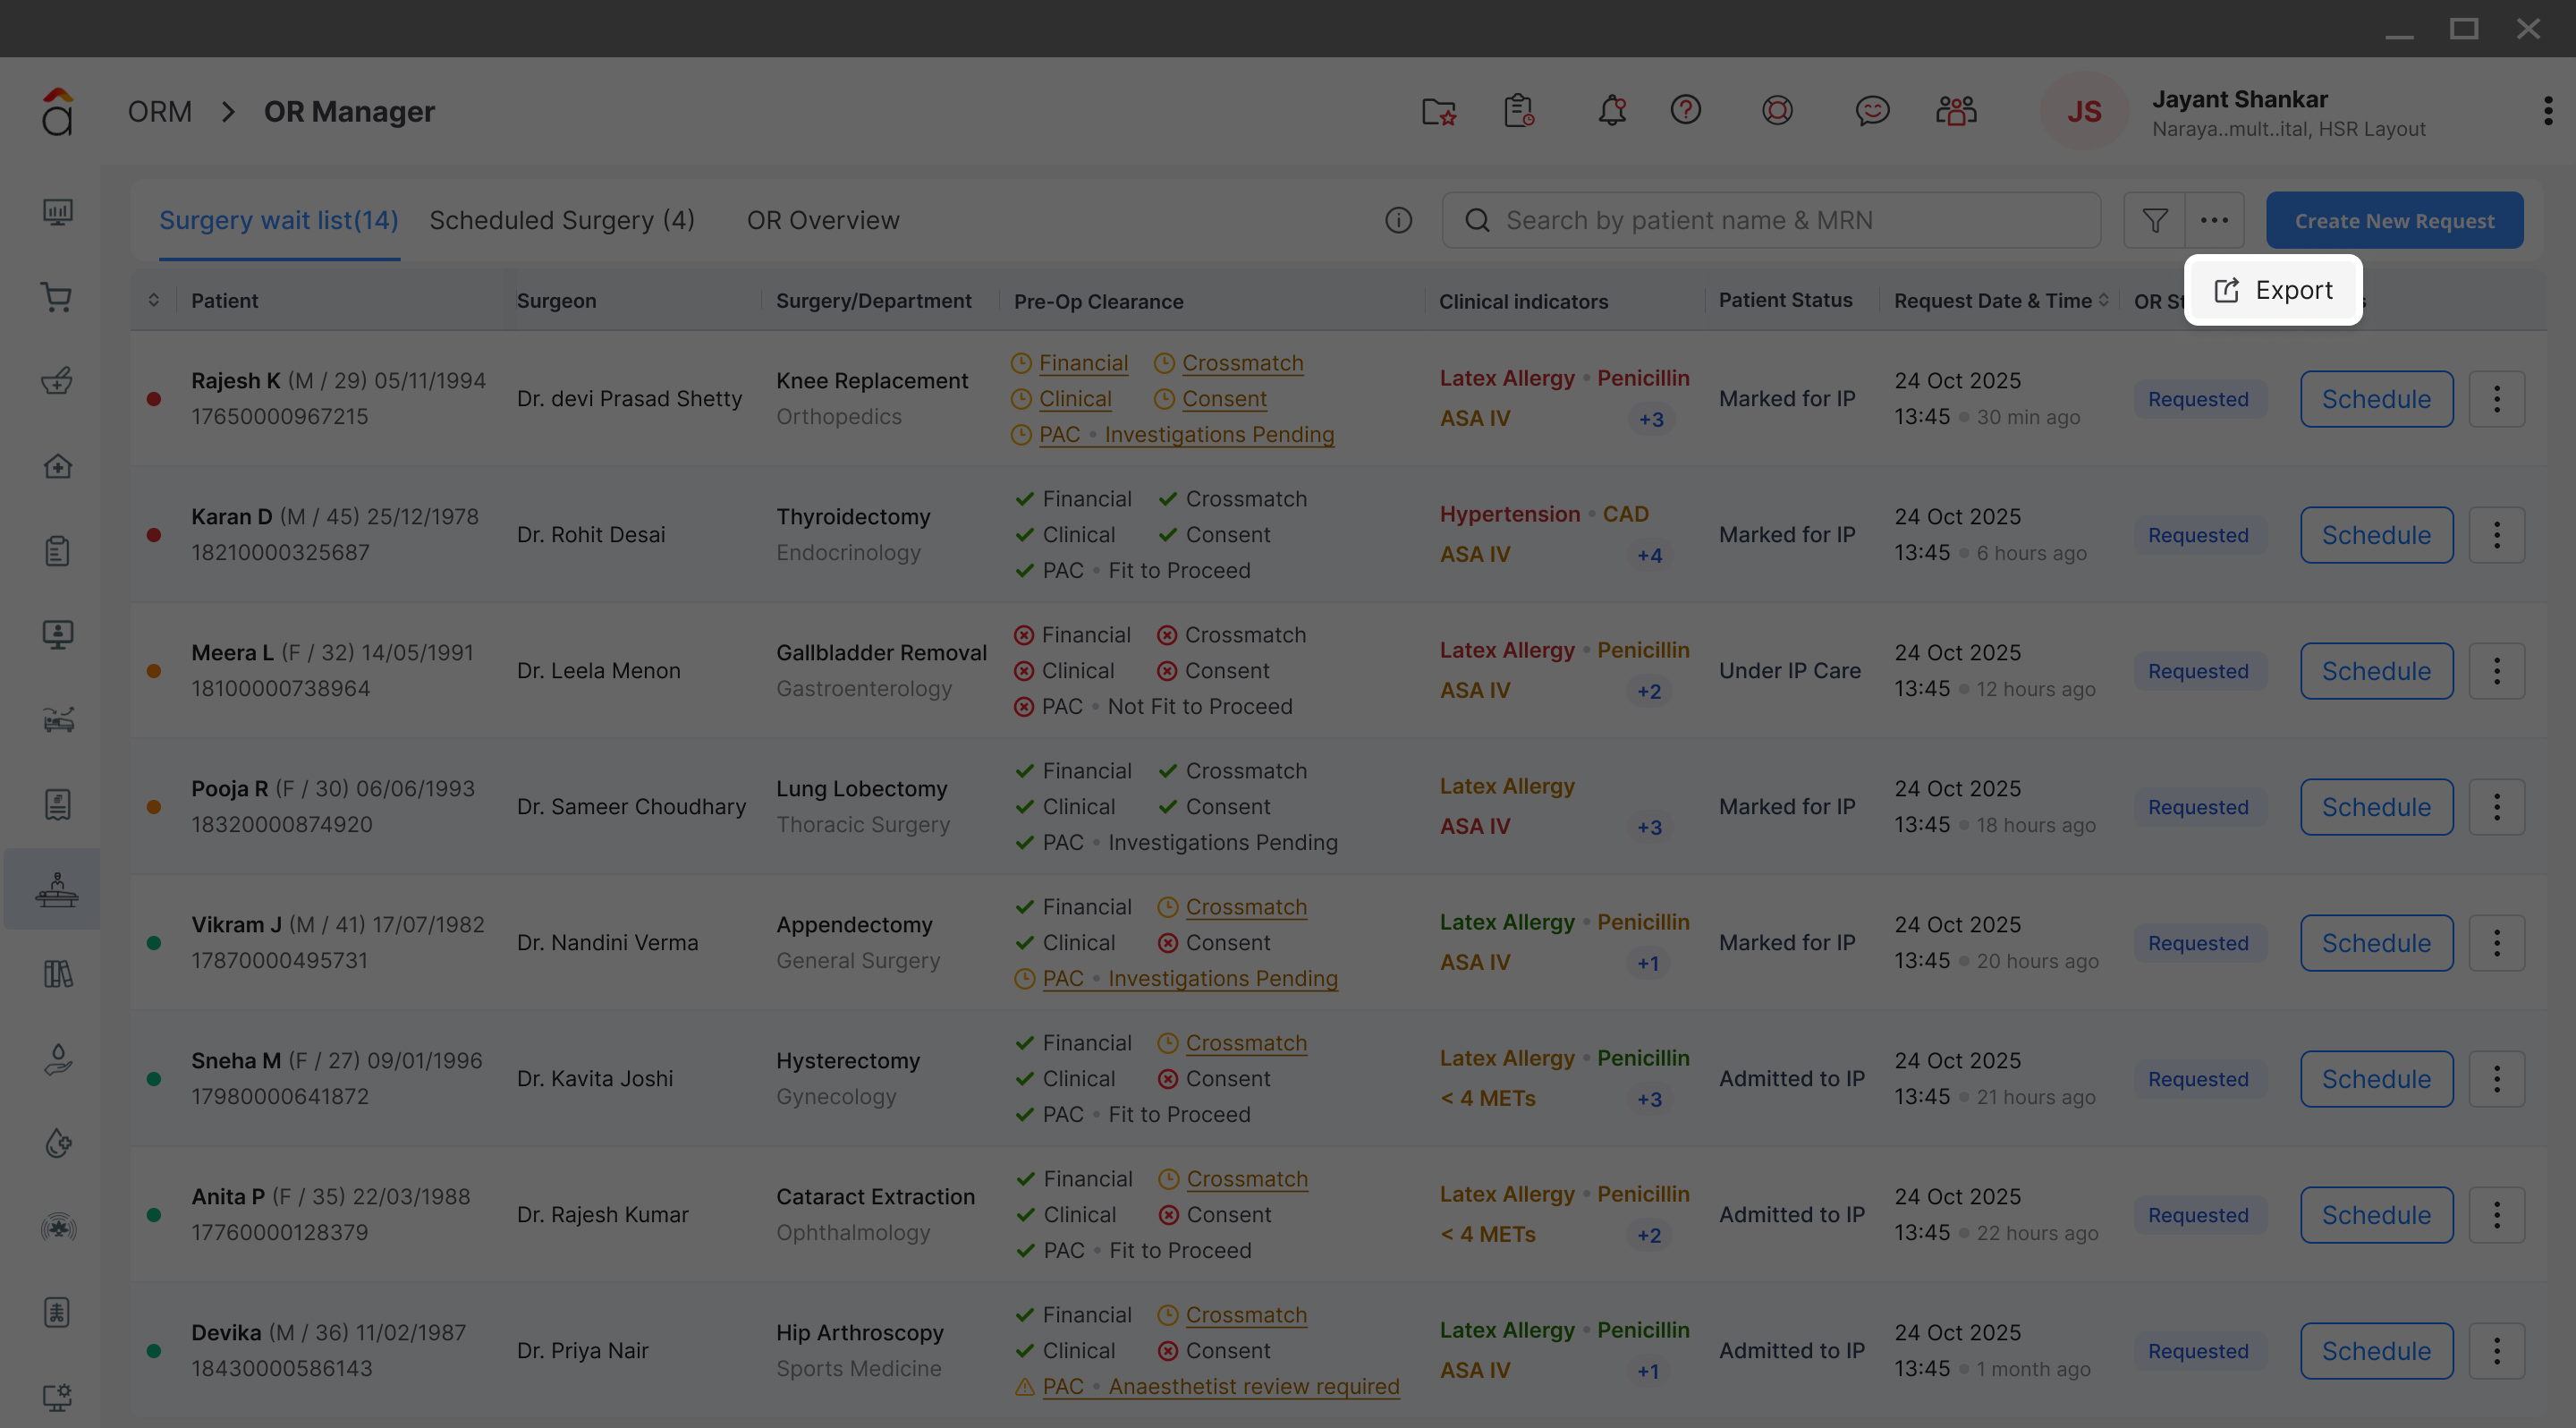 ORM > OR Manager
JS
Jayant Shankar
Naraya..mult..ital, HSR Layout
Surgery wait list(14) Scheduled Surgery (4) OR Overview
Search by patient name & MRN
Create New Request
Export
Patient Surgeon Surgery/Department Pre-Op Clearance Clinical indicators Patient Status Request Date & Time OR St
Rajesh K (M / 29) 05/11/1994
17650000967215
Dr. devi Prasad Shetty
Knee Replacement
Orthopedics
Financial Crossmatch
Clinical Consent
PAC • Investigations Pending
Latex Allergy • Penicillin
ASA IV +3
Marked for IP
24 Oct 2025
13:45 • 30 min ago
Requested
Schedule
Karan D (M / 45) 25/12/1978
18210000325687
Dr. Rohit Desai
Thyroidectomy
Endocrinology
Financial Crossmatch
Clinical Consent
PAC • Fit to Proceed
Hypertension • CAD
ASA IV +4
Marked for IP
24 Oct 2025
13:45 • 6 hours ago
Requested
Schedule
Meera L (F / 32) 14/05/1991
18100000738964
Dr. Leela Menon
Gallbladder Removal
Gastroenterology
Financial Crossmatch
Clinical Consent
PAC • Not Fit to Proceed
Latex Allergy • Penicillin
ASA IV +2
Under IP Care
24 Oct 2025
13:45 • 12 hours ago
Requested
Schedule
Pooja R (F / 30) 06/06/1993
18320000874920
Dr. Sameer Choudhary
Lung Lobectomy
Thoracic Surgery
Financial Crossmatch
Clinical Consent
PAC • Investigations Pending
Latex Allergy
ASA IV +3
Marked for IP
24 Oct 2025
13:45 • 18 hours ago
Requested
Schedule
Vikram J (M / 41) 17/07/1982
17870000495731
Dr. Nandini Verma
Appendectomy
General Surgery
Financial Crossmatch
Clinical Consent
PAC • Investigations Pending
Latex Allergy • Penicillin
ASA IV +1
Marked for IP
24 Oct 2025
13:45 • 20 hours ago
Requested
Schedule
Sneha M (F / 27) 09/01/1996
17980000641872
Dr. Kavita Joshi
Hysterectomy
Gynecology
Financial Crossmatch
Clinical Consent
PAC • Fit to Proceed
Latex Allergy • Penicillin
< 4 METs +3
Admitted to IP
24 Oct 2025
13:45 • 21 hours ago
Requested
Schedule
Anita P (F / 35) 22/03/1988
17760000128379
Dr. Rajesh Kumar
Cataract Extraction
Ophthalmology
Financial Crossmatch
Clinical Consent
PAC • Fit to Proceed
Latex Allergy • Penicillin
< 4 METs +2
Admitted to IP
24 Oct 2025
13:45 • 22 hours ago
Requested
Schedule
Devika (M / 36) 11/02/1987
18430000586143
Dr. Priya Nair
Hip Arthroscopy
Sports Medicine
Financial Crossmatch
Clinical Consent
PAC • Anaesthetist review required
Latex Allergy • Penicillin
ASA IV +1
Admitted to IP
24 Oct 2025
13:45 • 1 month ago
Requested
Schedule